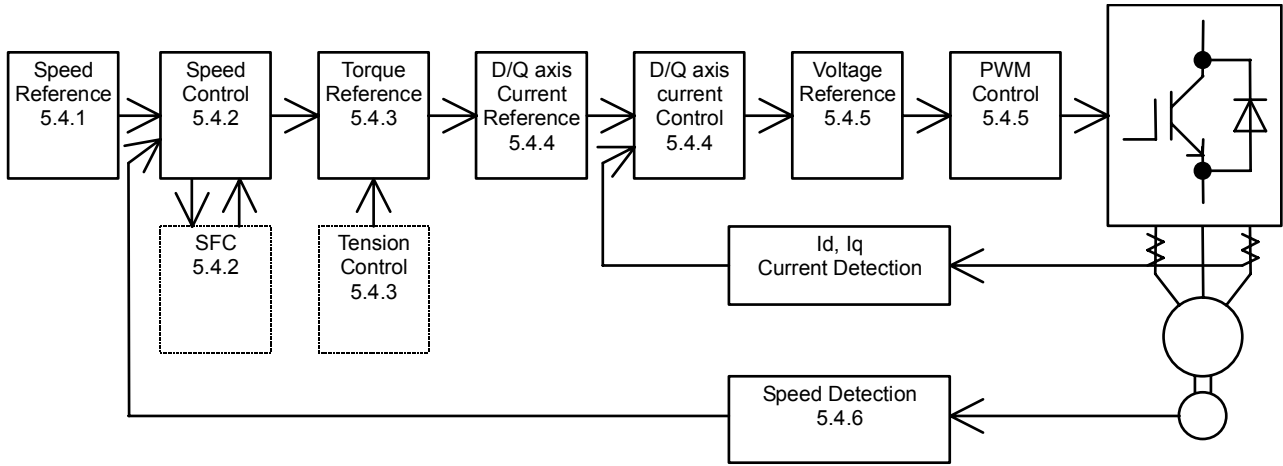 Speed
Reference
5.4.1
Speed
Control
5.4.2
Torque
Reference
5.4.3
D/Q axis
Current
Reference
5.4.4
D/Q axis
current
Control
5.4.4
Voltage
Reference
5.4.5
PWM
Control
5.4.5
SFC
5.4.2
Tension
Control
5.4.3
Id, Iq
Current Detection
Speed Detection
5.4.6